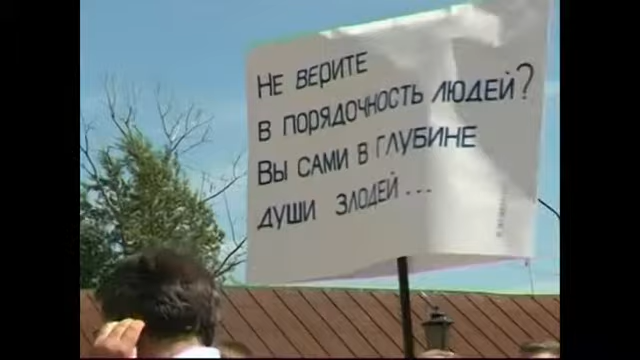 Не верите
в порядочность людей?
Вы сами в глубине
души злодей...